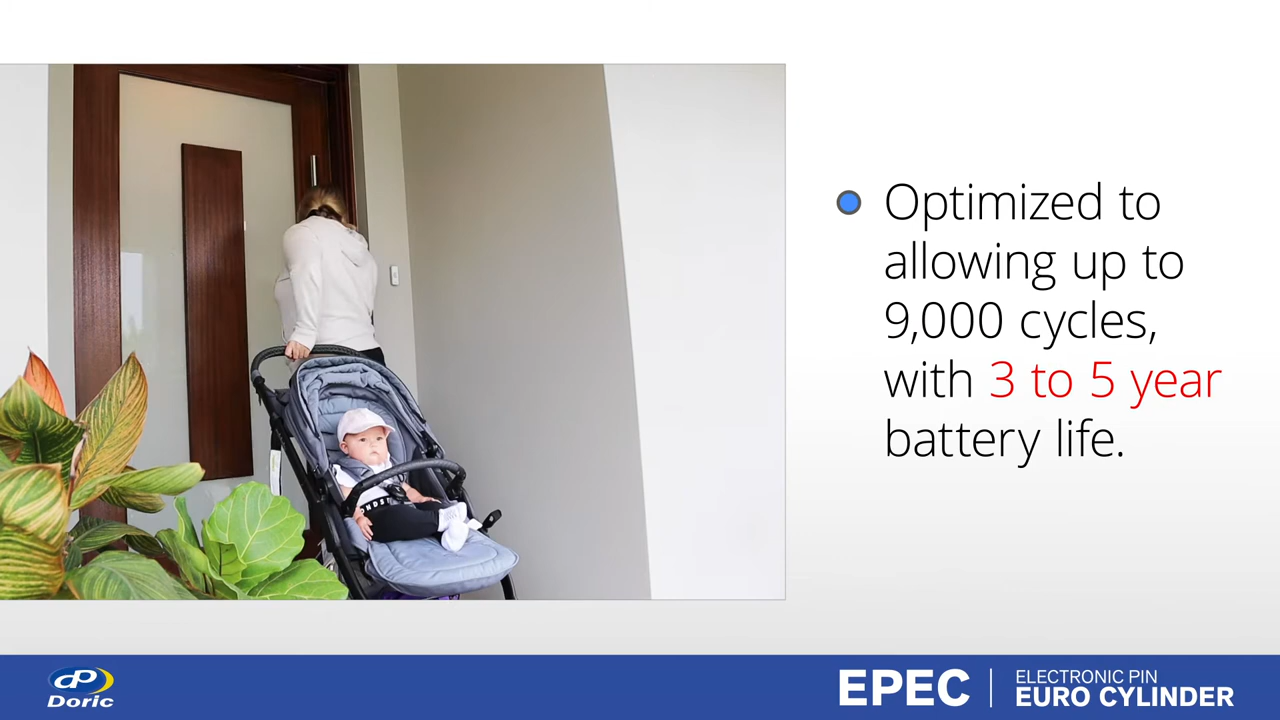 Optimized to
allowing up to
9,000 cycles,
with 3 to 5 year
battery life.
dP
Doric
EPEC
ELECTRONIC PIN
EURO CYLINDER